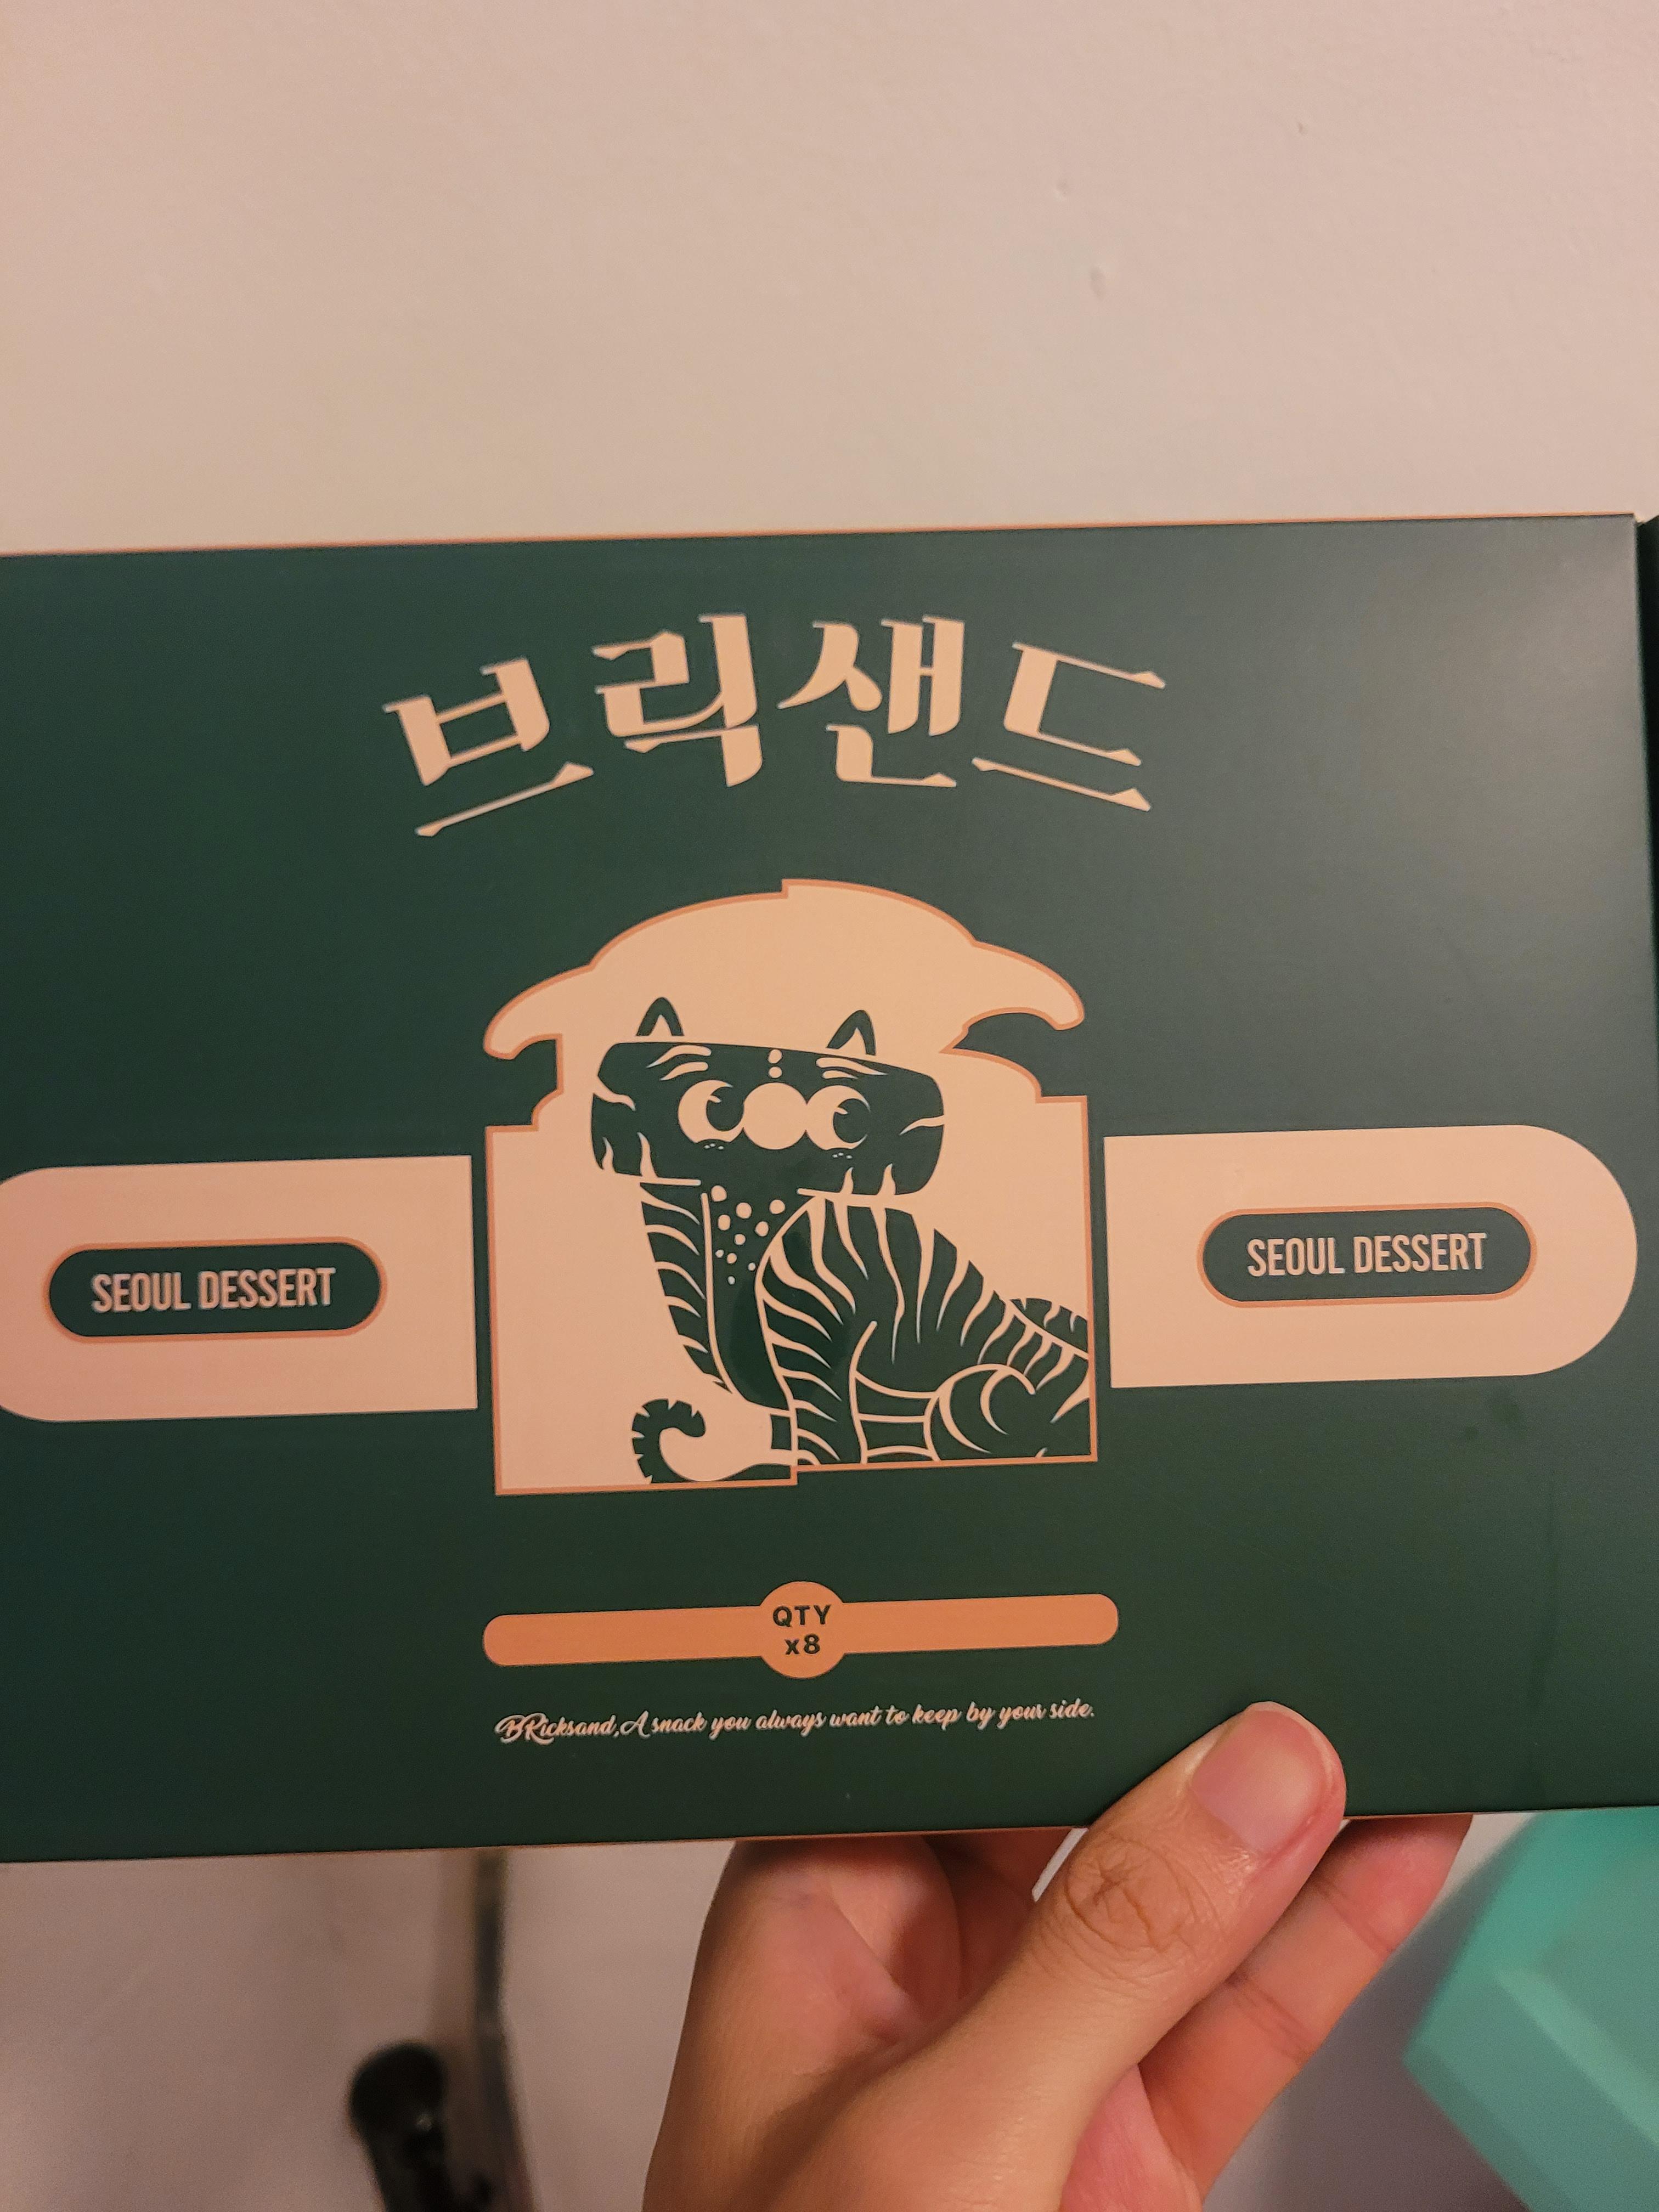 브릭샌드
SEOUL DESSERT
SEOUL DESSERT
QTY
x8
BRicksand, A snack you always want to keep by your side.